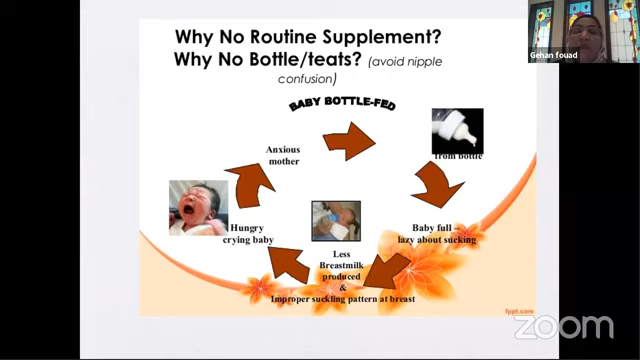 Why No Routine Supplement?
Why No Bottle/teats? (avoid nipple
confusion)
BABY BOTTLE-FED
Anxious
mother
from bottle
Hungry
crying baby
Baby full –
lazy about sucking
Less
Breastmilk
produced
&
Improper suckling pattern at breast
fppt.com
Gehan fouad
zoom